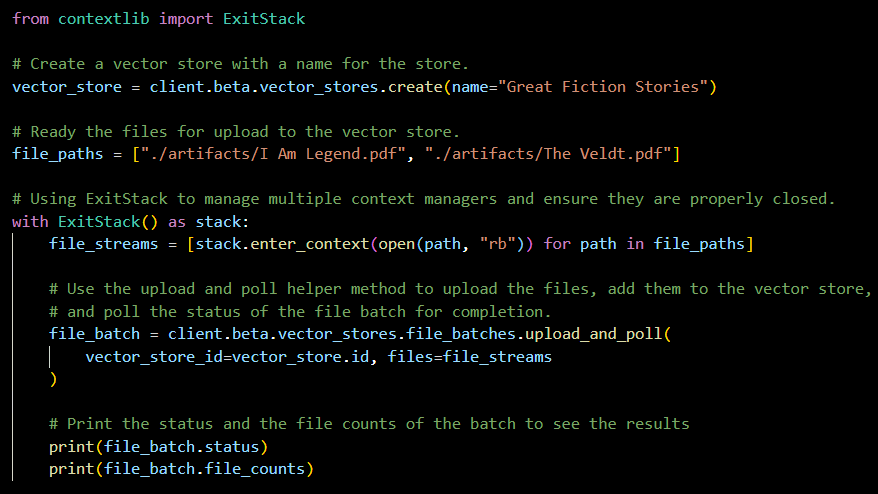 from contextlib import ExitStack
# Create a vector store with a name for the store.
vector_store = client.beta.vector_stores.create(name="Great Fiction Stories")
# Ready the files for upload to the vector store.
file_paths = ["./artifacts/I Am Legend.pdf", "./artifacts/The Veldt.pdf"]
# Using ExitStack to manage multiple context managers and ensure they are properly closed.
with ExitStack() as stack:
    file_streams = [stack.enter_context(open(path, "rb")) for path in file_paths]
    # Use the upload and poll helper method to upload the files, add them to the vector store,
    # and poll the status of the file batch for completion.
    file_batch = client.beta.vector_stores.file_batches.upload_and_poll(
        vector_store_id=vector_store.id, files=file_streams
    )
    # Print the status and the file counts of the batch to see the results
    print(file_batch.status)
    print(file_batch.file_counts)